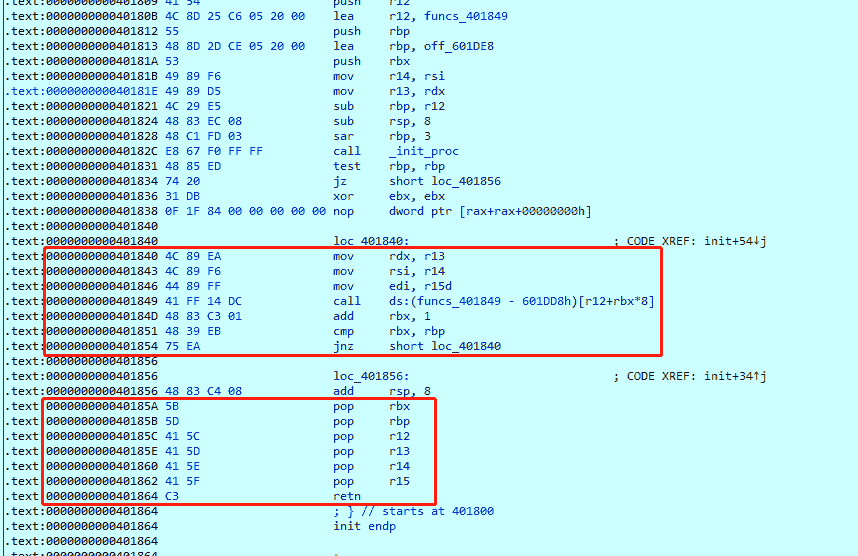 .text:0000000000401809 41 54 push r12
.text:000000000040180B 4C 8D 25 C6 05 20 00 lea r12, funcs_401849
.text:0000000000401812 55 push rbp
.text:0000000000401813 48 8D 2D CE 05 20 00 lea rbp, off_601DE8
.text:000000000040181A 53 push rbx
.text:000000000040181B 49 89 F6 mov r14, rsi
.text:000000000040181E 49 89 D5 mov r13, rdx
.text:0000000000401821 4C 29 E5 sub rbp, r12
.text:0000000000401824 48 83 EC 08 sub rsp, 8
.text:0000000000401828 48 C1 FD 03 sar rbp, 3
.text:000000000040182C E8 67 F0 FF FF call _init_proc
.text:0000000000401831 48 85 ED test rbp, rbp
.text:0000000000401834 74 20 jz short loc_401856
.text:0000000000401836 31 DB xor ebx, ebx
.text:0000000000401838 0F 1F 84 00 00 00 00 00 nop dword ptr [rax+rax+00000000h]
.text:0000000000401840
.text:0000000000401840 loc_401840: ; CODE XREF: init+54↓j
.text:0000000000401840 4C 89 EA mov rdx, r13
.text:0000000000401843 4C 89 F6 mov rsi, r14
.text:0000000000401846 44 89 FF mov edi, r15d
.text:0000000000401849 41 FF 14 DC call ds:(funcs_401849 - 601DD8h)[r12+rbx*8]
.text:000000000040184D 48 83 C3 01 add rbx, 1
.text:0000000000401851 48 39 EB cmp rbx, rbp
.text:0000000000401854 75 EA jnz short loc_401840
.text:0000000000401856
.text:0000000000401856 loc_401856: ; CODE XREF: init+34↑j
.text:0000000000401856 48 83 C4 08 add rsp, 8
.text:000000000040185A 5B pop rbx
.text:000000000040185B 5D pop rbp
.text:000000000040185C 41 5C pop r12
.text:000000000040185E 41 5D pop r13
.text:0000000000401860 41 5E pop r14
.text:0000000000401862 41 5F pop r15
.text:0000000000401864 C3 retn
.text:0000000000401864 ; } // starts at 401800
.text:0000000000401864 init endp
.text:0000000000401864
.text:0000000000401864 ;